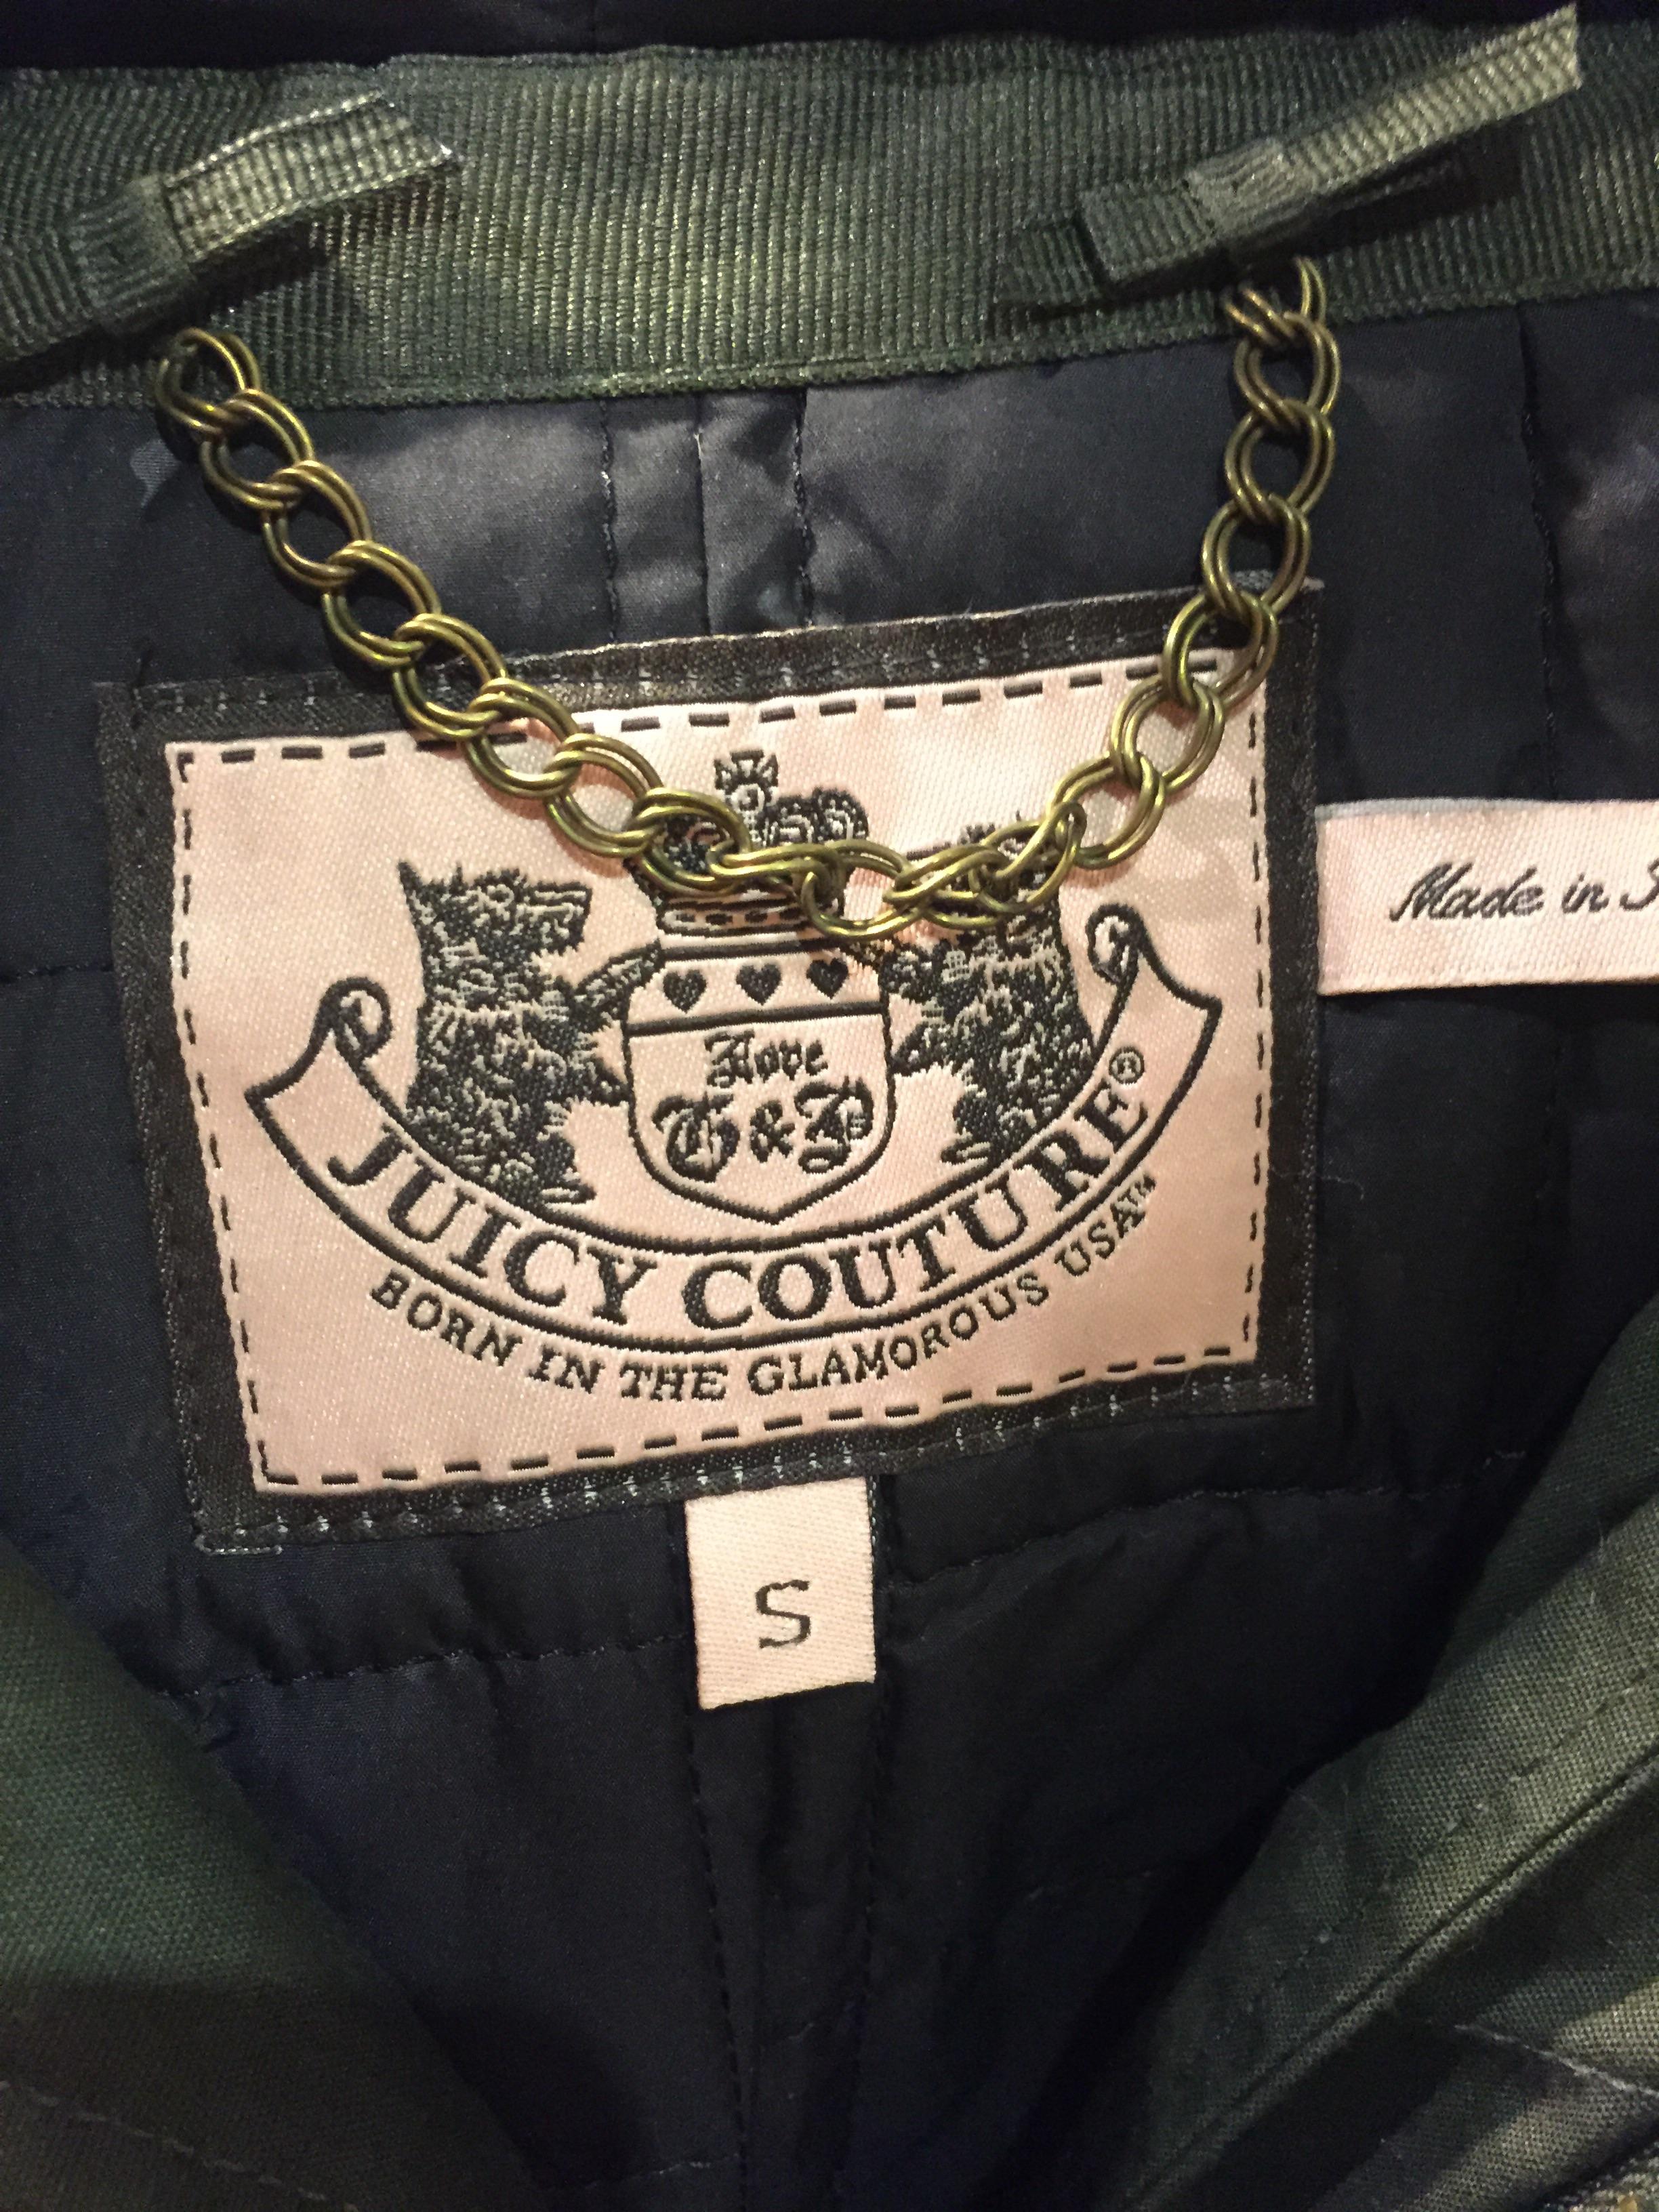 Love
G & P
JUICY COUTURE®
BORN IN THE GLAMOROUS USA™
Made in
S